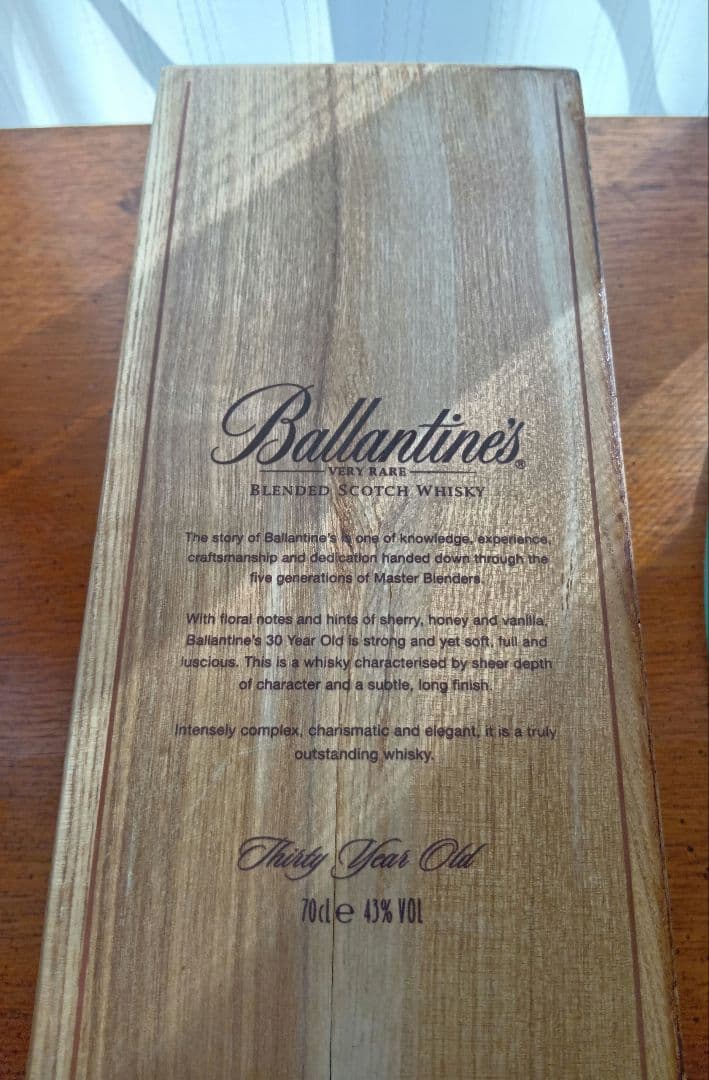 Ballantine's®
VERY RARE
BLENDED SCOTCH WHISKY
The story of Ballantine's is one of knowledge, experience,
craftsmanship and dedication handed down through the
five generations of Master Blenders.
With floral notes and hints of sherry, honey and vanilla,
Ballantine's 30 Year Old is strong and yet soft, full and
luscious. This is a whisky characterised by sheer depth
of character and a subtle, long finish.
Intensely complex, charismatic and elegant, it is a truly
outstanding whisky.
Thirty Year Old
70cl e 43% VOL